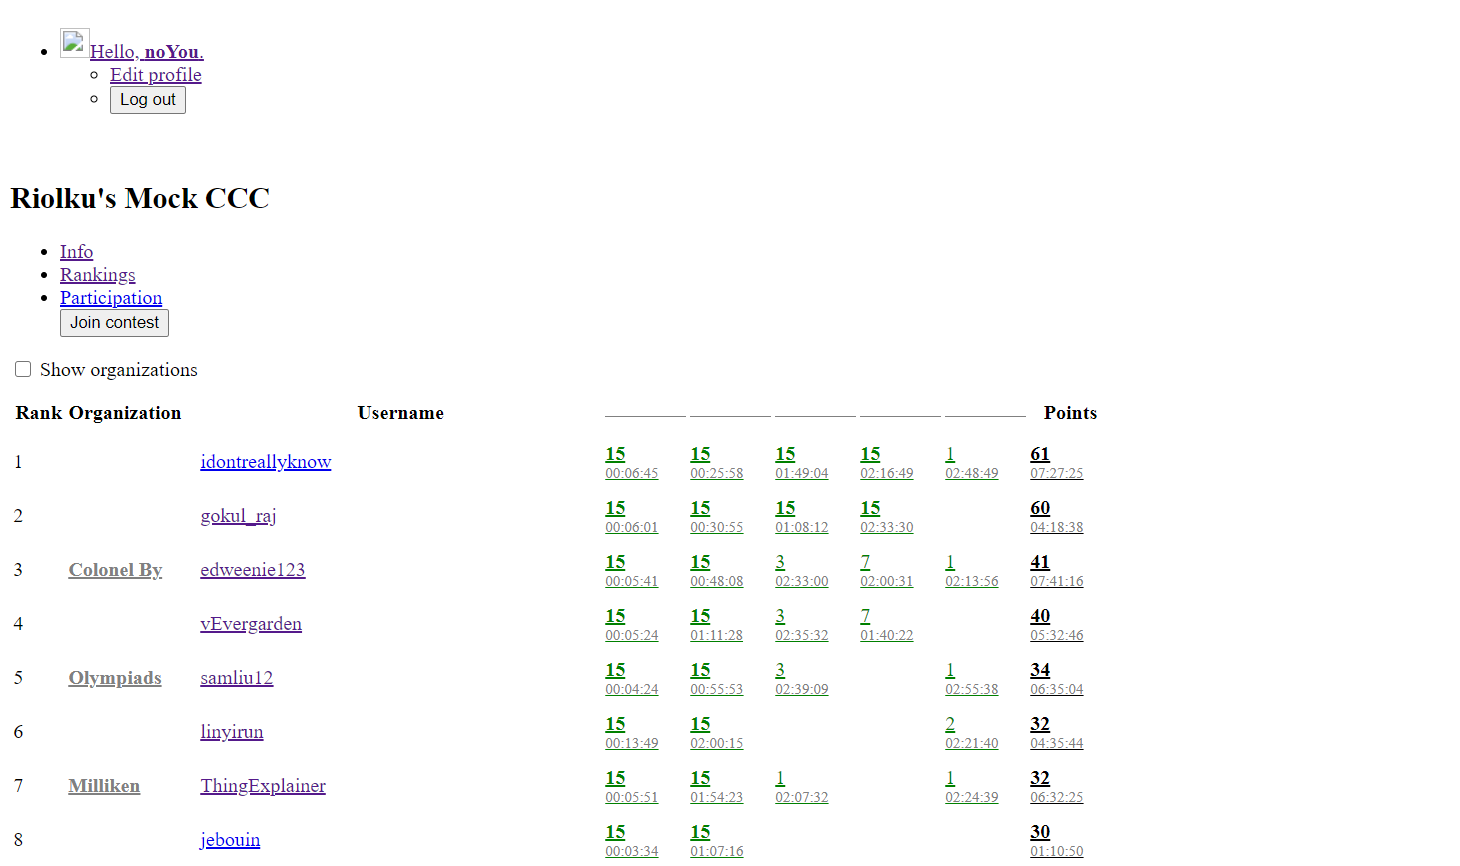 Hello, noYou.
Edit profile
Log out
Riolku's Mock CCC
Info
Rankings
Participation
Join contest
Show organizations
Rank Organization Username Points
1 idontreallyknow 15 15 15 15 1 61
00:06:45 00:25:58 01:49:04 02:16:49 02:48:49 07:27:25
2 gokul_raj 15 15 15 15 60
00:06:01 00:30:55 01:08:12 02:33:30 04:18:38
3 Colonel By edweenie123 15 15 3 7 1 41
00:05:41 00:48:08 02:33:00 02:00:31 02:13:56 07:41:16
4 vEvergarden 15 15 3 7 40
00:05:24 01:11:28 02:35:32 01:40:22 05:32:46
5 Olympiads samliu12 15 15 3 1 34
00:04:24 00:55:53 02:39:09 02:55:38 06:35:04
6 linyirun 15 15 2 32
00:13:49 02:00:15 02:21:40 04:35:44
7 Milliken ThingExplainer 15 15 1 1 32
00:05:51 01:54:23 02:07:32 02:24:39 06:32:25
8 jebouin 15 15 30
00:03:34 01:07:16 01:10:50